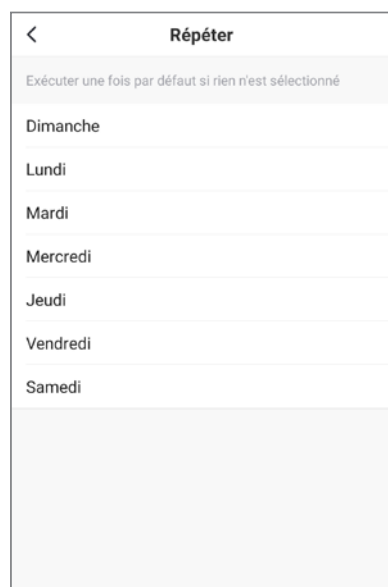 Répéter
Exécuter une fois par défaut si rien n'est sélectionné
Dimanche
Lundi
Mardi
Mercredi
Jeudi
Vendredi
Samedi